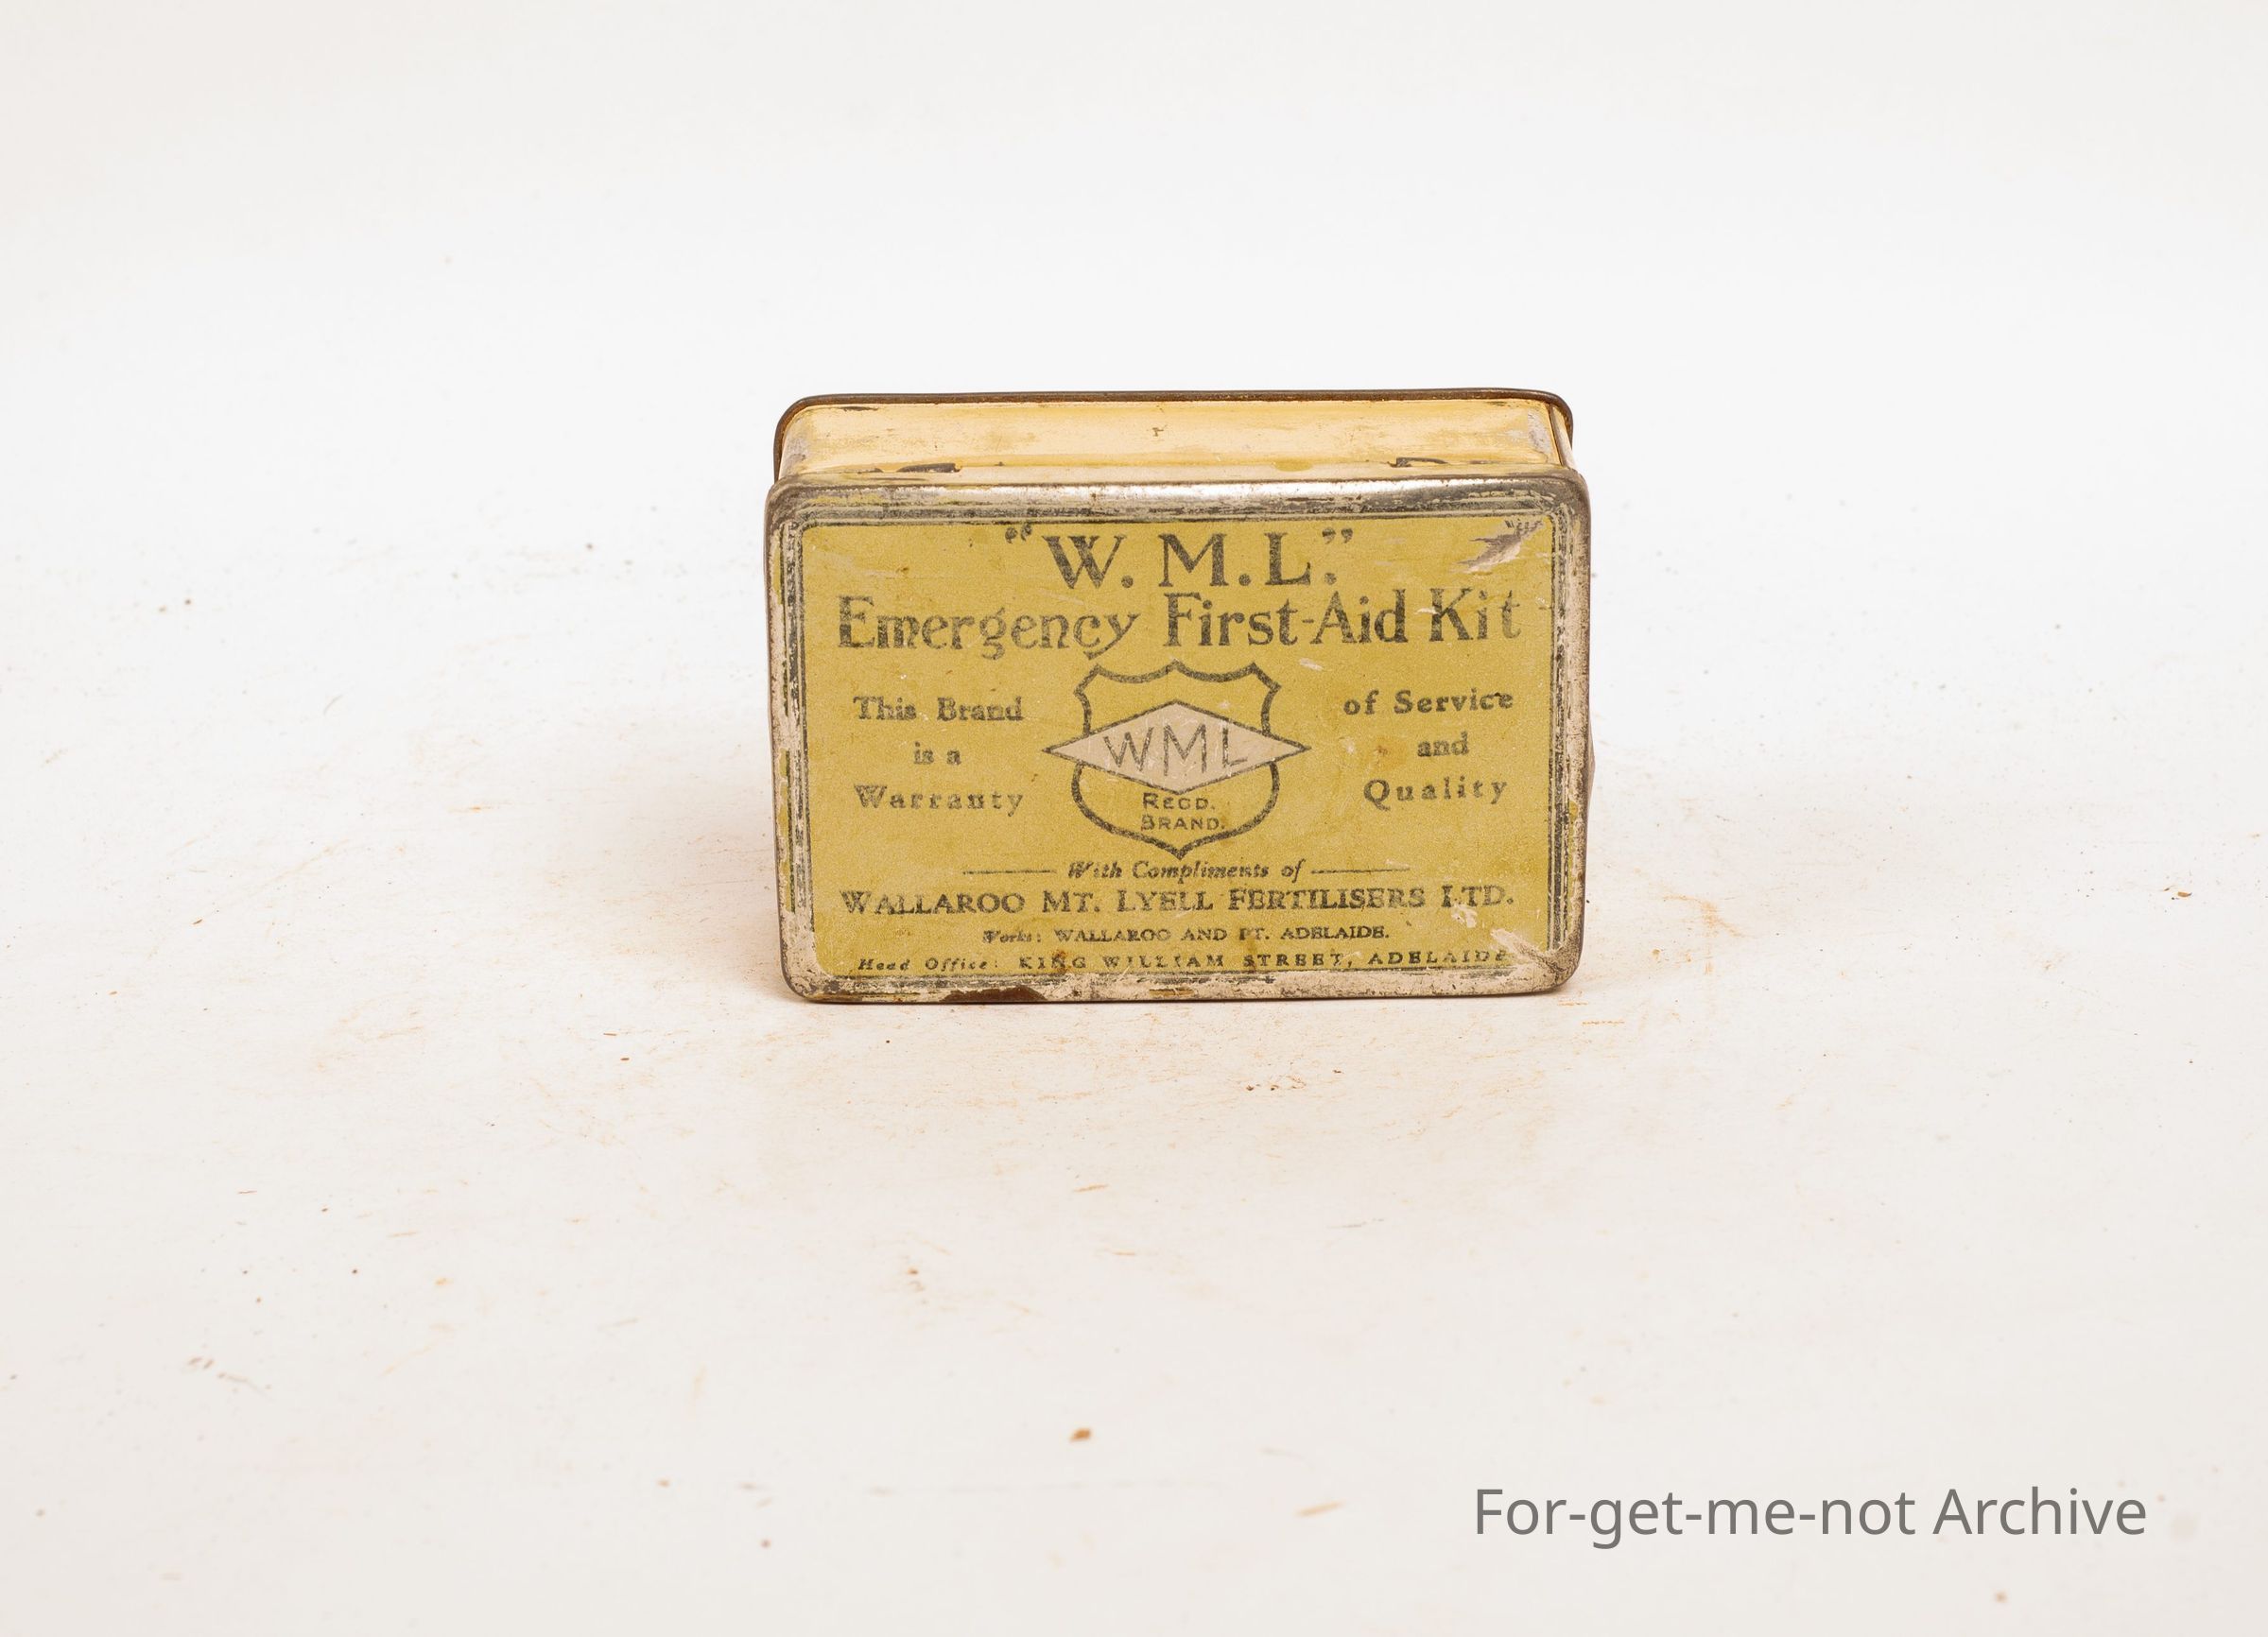 "W. M. L."
Emergency First-Aid Kit
This Brand
is a
Warranty
WML
REGD.
BRAND.
of Service
and
Quality
With Compliments of
WALLAROO MT. LYELL FERTILISERS LTD.
Works: WALLAROO AND PT. ADELAIDE.
Head Office: KING WILLIAM STREET, ADELAIDE
For-get-me-not Archive